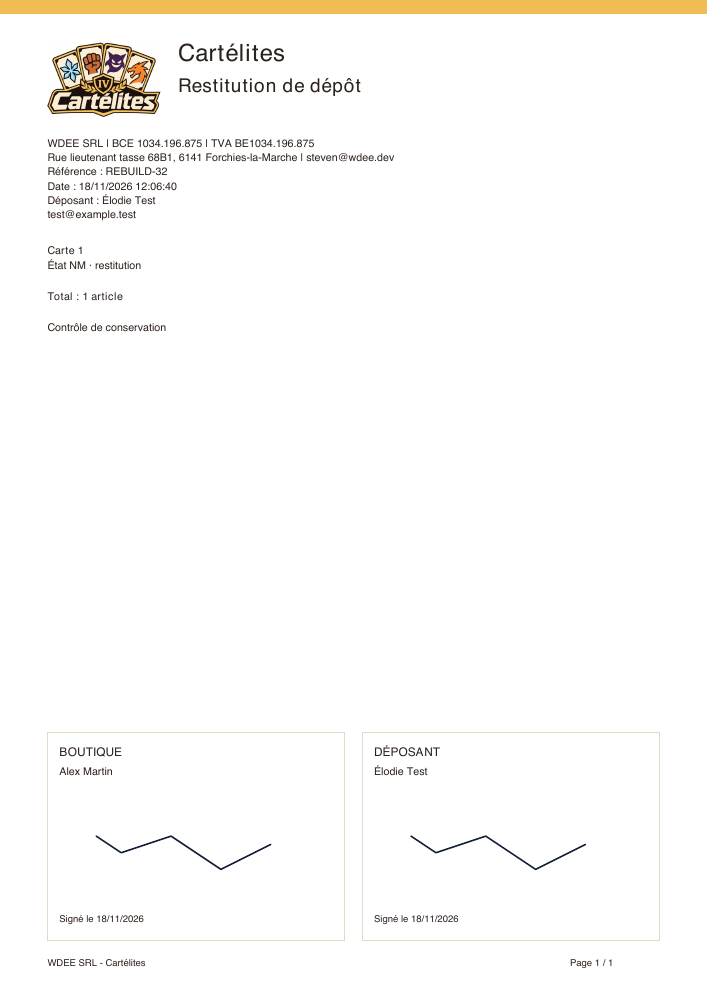 IV
Cartélites
Cartélites
Restitution de dépôt
WDEE SRL | BCE 1034.196.875 | TVA BE1034.196.875
Rue lieutenant tasse 68B1, 6141 Forchies-la-Marche | steven@wdee.dev
Référence : REBUILD-32
Date : 18/11/2026 12:06:40
Déposant : Élodie Test
test@example.test
Carte 1
État NM · restitution
Total : 1 article
Contrôle de conservation
BOUTIQUE
Alex Martin
Signé le 18/11/2026
DÉPOSANT
Élodie Test
Signé le 18/11/2026
WDEE SRL - Cartélites
Page 1 / 1